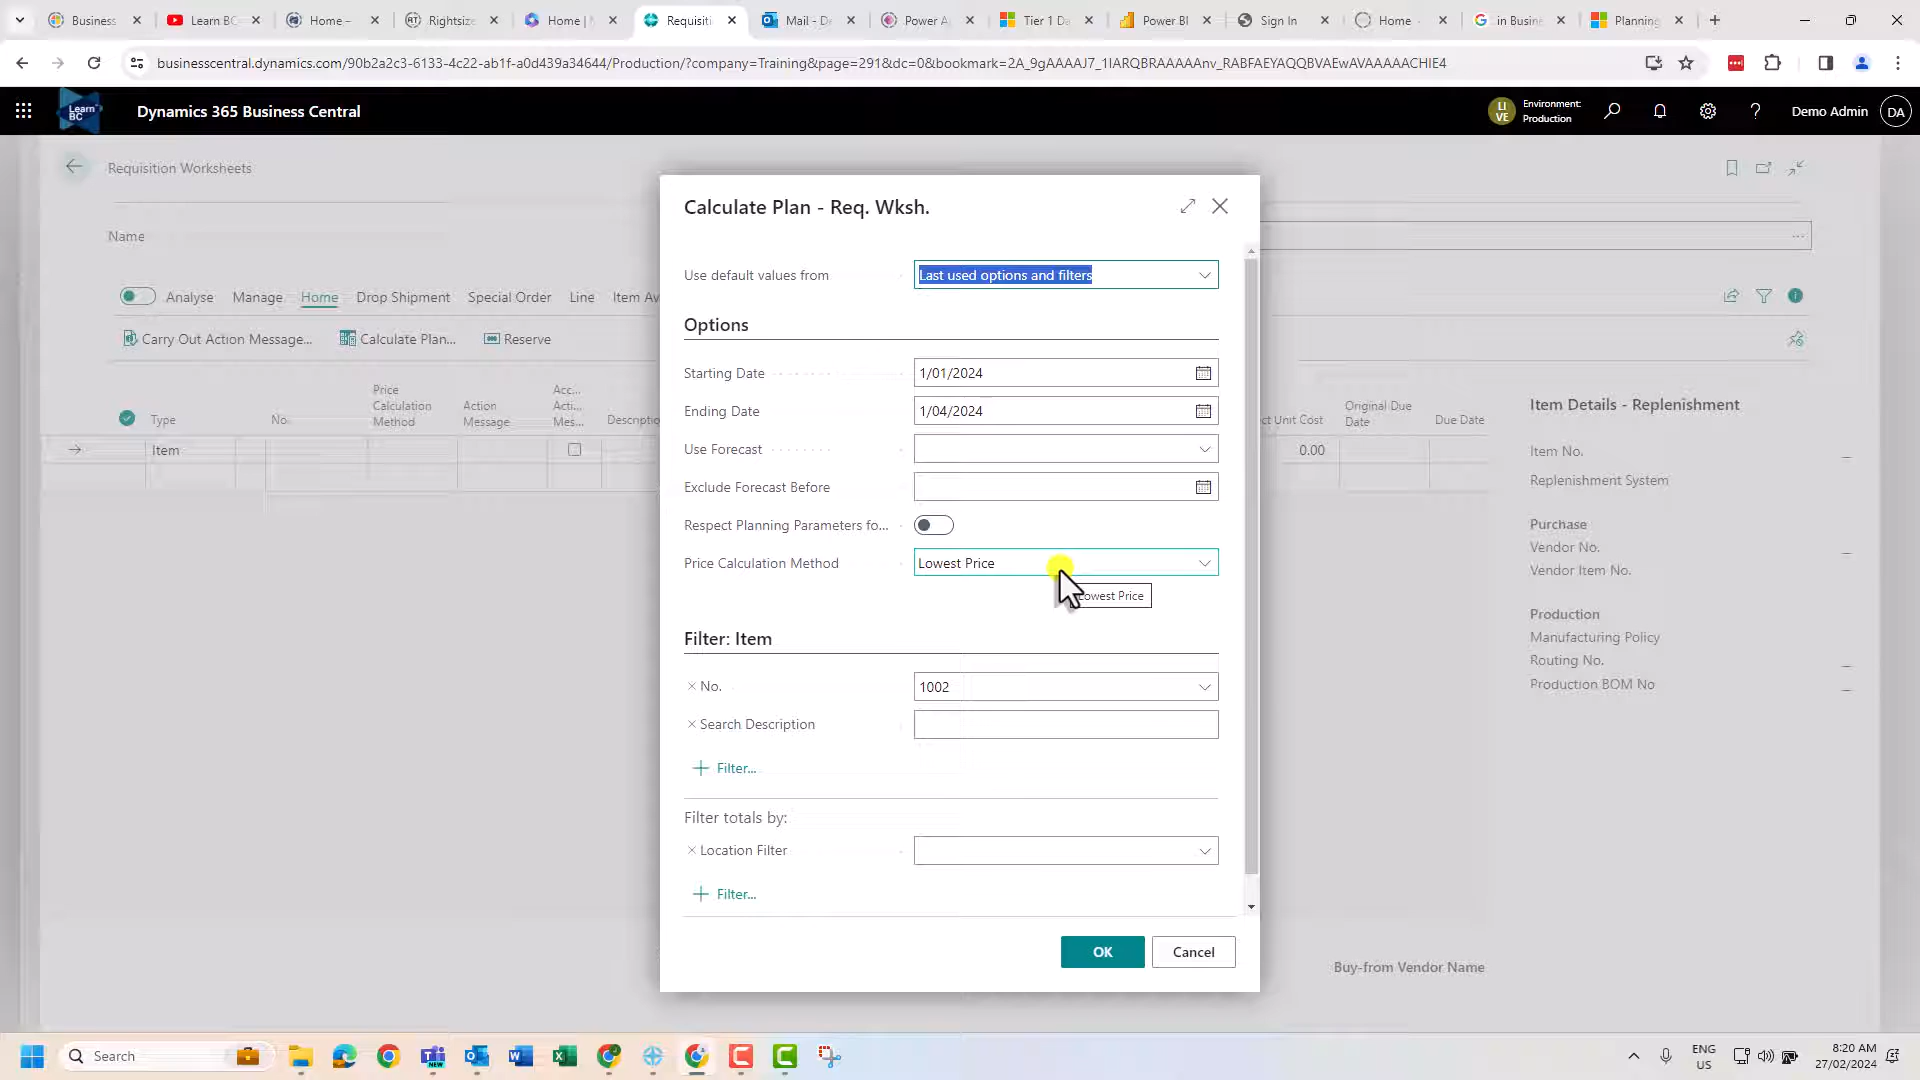 Business
Learn BC
Home –
Rightsize
Home |
Requisiti
Mail - De
Power A
Tier 1 Da
Power BI
Sign In
Home
in Busine
Planning
businesscentral.dynamics.com/90b2a2c3-6133-4c22-ab1f-a0d439a34644/Production/?company=Training&page=291&dc=0&bookmark=2A_9gAAAAJ7_1IARQBRAAAAAnv_RABFAEYAQQBVAEwAVAAAAACHIE4
Learn BC
Dynamics 365 Business Central
LIVE
Environment: Production
Demo Admin
DA
Requisition Worksheets
Name
Analyse Manage Home Drop Shipment Special Order Line Item Av
Carry Out Action Message... Calculate Plan... Reserve
Type
No.
Price Calculation Method
Action Message
Acc... Acti... Mes...
Descriptio
ct Unit Cost
Original Due Date
Due Date
Item
0.00
Calculate Plan - Req. Wksh.
Use default values from
Last used options and filters
Options
Starting Date
1/01/2024
Ending Date
1/04/2024
Use Forecast
Exclude Forecast Before
Respect Planning Parameters fo...
Price Calculation Method
Lowest Price
Lowest Price
Filter: Item
No.
1002
Search Description
Filter...
Filter totals by:
Location Filter
Filter...
OK
Cancel
Item Details - Replenishment
Item No.
Replenishment System
Purchase
Vendor No.
Vendor Item No.
Production
Manufacturing Policy
Routing No.
Production BOM No
Buy-from Vendor Name
Search
ENG
US
8:20 AM
27/02/2024